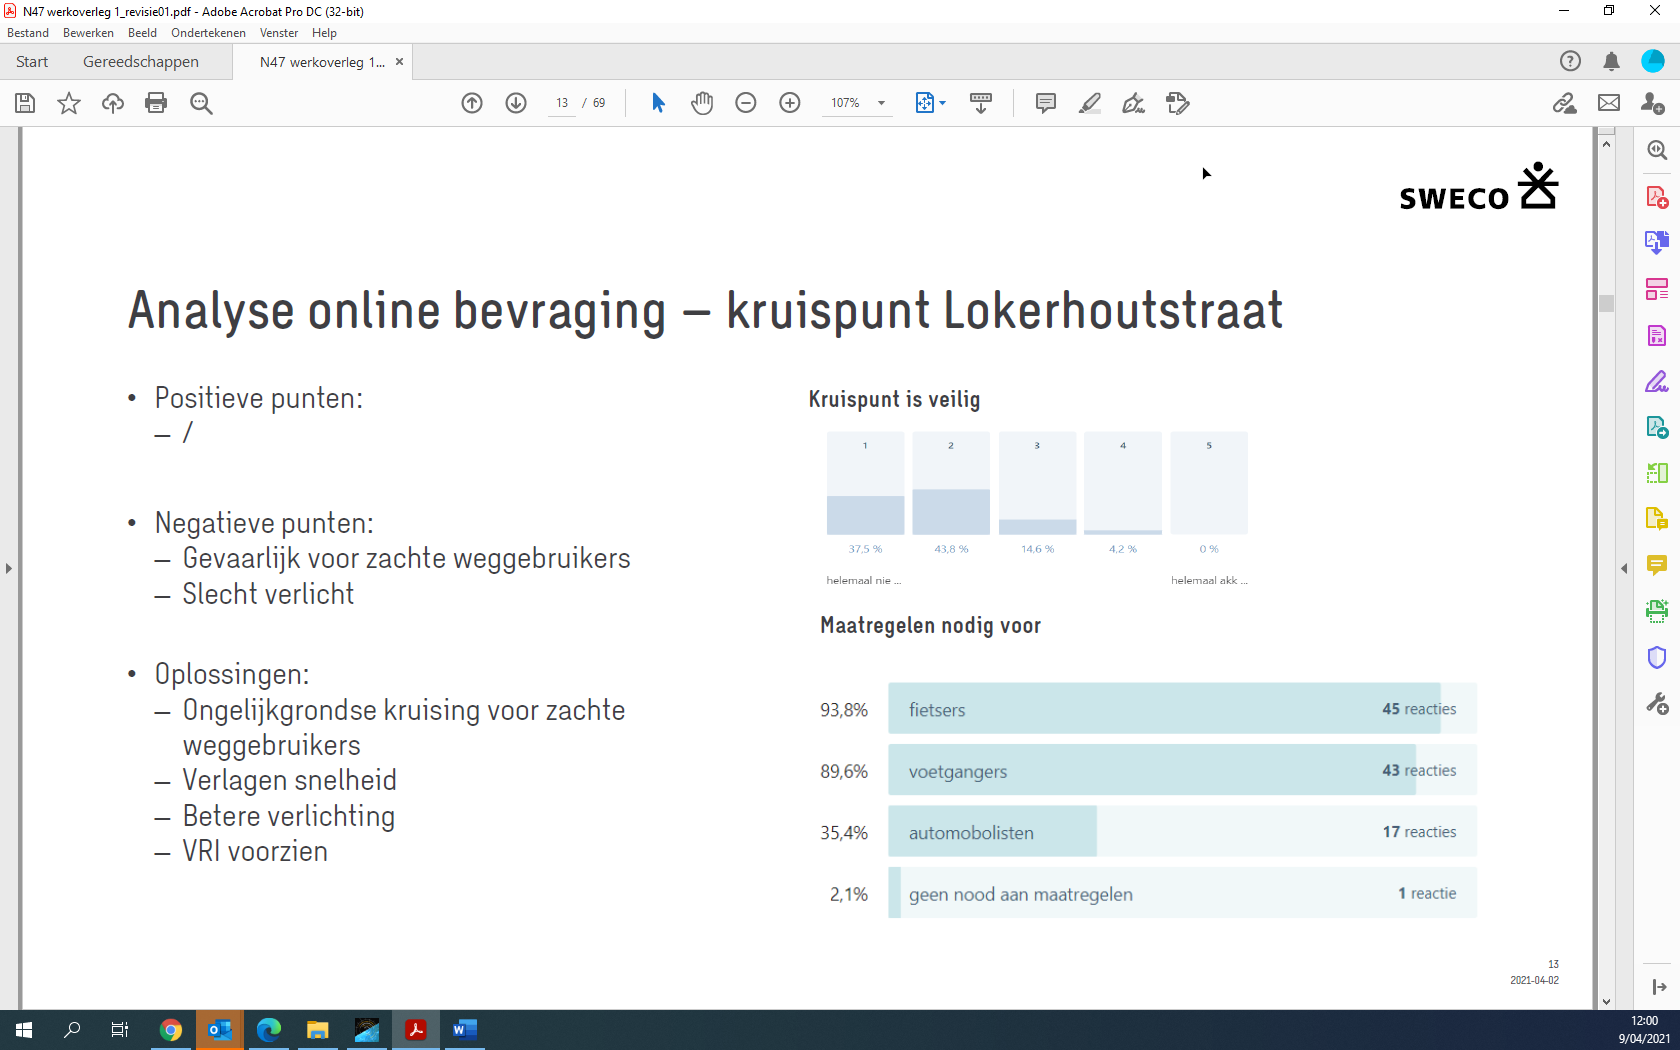 N47 werkoverleg 1_revisie01.pdf - Adobe Acrobat Pro DC (32-bit)
Bestand Bewerken Beeld Ondertekenen Venster Help
Start Gereedschappen N47 werkoverleg 1... ×
13 / 69 107%
SWECO
Analyse online bevraging – kruispunt Lokerhoutstraat
• Positieve punten:
– /
• Negatieve punten:
– Gevaarlijk voor zachte weggebruikers
– Slecht verlicht
• Oplossingen:
– Ongelijkgrondse kruising voor zachte
weggebruikers
– Verlagen snelheid
– Betere verlichting
– VRI voorzien
Kruispunt is veilig
1 2 3 4 5
37,5 % 43,8 % 14,6 % 4,2 % 0 %
helemaal nie ... helemaal akk ...
Maatregelen nodig voor
93,8% fietsers 45 reacties
89,6% voetgangers 43 reacties
35,4% automobolisten 17 reacties
2,1% geen nood aan maatregelen 1 reactie
13
2021-04-02
12:00
9/04/2021